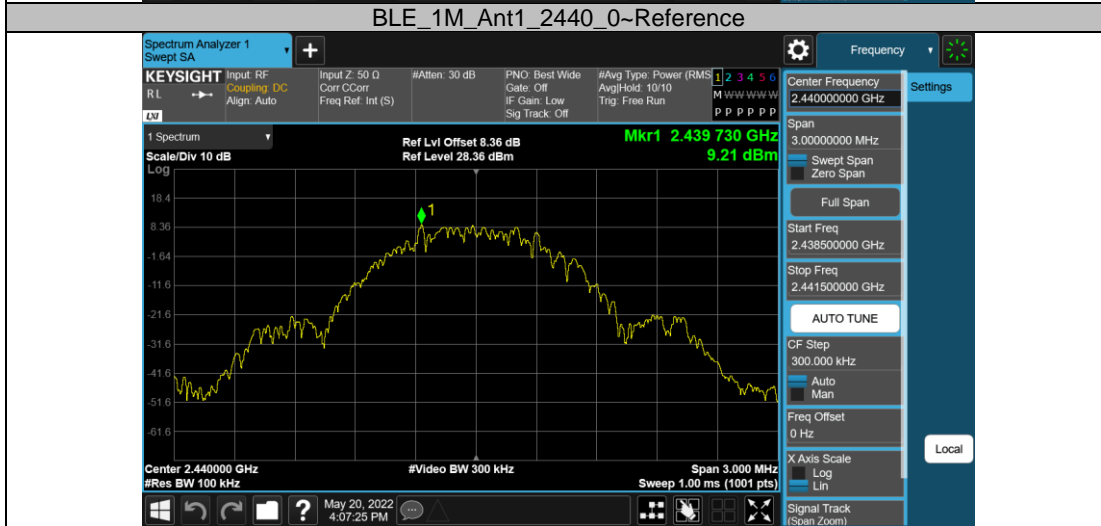 BLE_1M_Ant1_2440_0~Reference
Spectrum Analyzer 1
Swept SA
Frequency
KEYSIGHT
RL
LXI
Input: RF
Coupling: DC
Align: Auto
Input Z: 50 Ω
Corr CCorr
Freq Ref: Int (S)
#Atten: 30 dB
PNO: Best Wide
Gate: Off
IF Gain: Low
Sig Track: Off
#Avg Type: Power (RMS
Avg|Hold: 10/10
Trig: Free Run
1 2 3 4 5 6
M W W W W W
P P P P P P
1 Spectrum
Scale/Div 10 dB
Log
Ref Lvl Offset 8.36 dB
Ref Level 28.36 dBm
Mkr1 2.439 730 GHz
9.21 dBm
18.4
8.36
-1.64
-11.6
-21.6
-31.6
-41.6
-51.6
-61.6
1
Center 2.440000 GHz
#Res BW 100 kHz
#Video BW 300 kHz
Span 3.000 MHz
Sweep 1.00 ms (1001 pts)
Center Frequency
2.440000000 GHz
Span
3.00000000 MHz
Swept Span
Zero Span
Full Span
Start Freq
2.438500000 GHz
Stop Freq
2.441500000 GHz
AUTO TUNE
CF Step
300.000 kHz
Auto
Man
Freq Offset
0 Hz
X Axis Scale
Log
Lin
Signal Track
(Span Zoom)
Settings
Local
?
May 20, 2022
4:07:25 PM